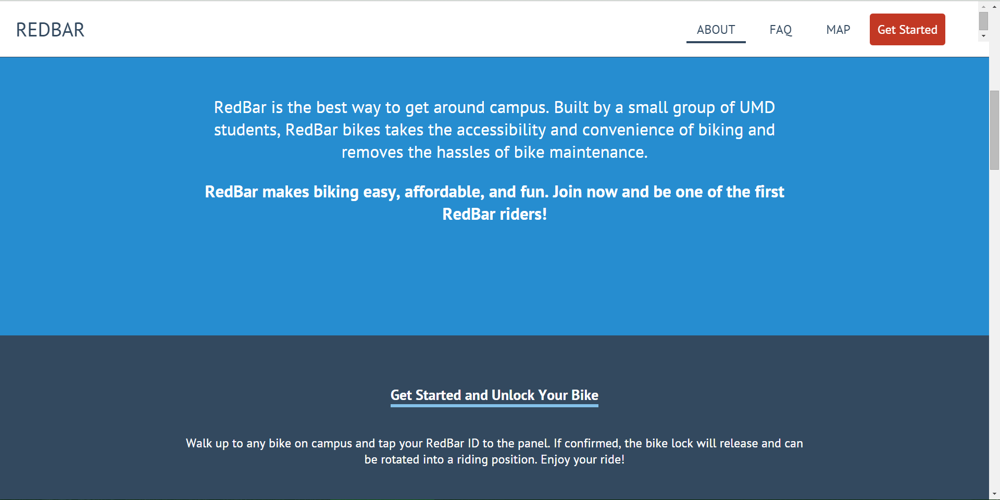 REDBAR
ABOUT
FAQ
MAP
Get Started
RedBar is the best way to get around campus. Built by a small group of UMD
students, RedBar bikes takes the accessibility and convenience of biking and
removes the hassles of bike maintenance.
RedBar makes biking easy, affordable, and fun. Join now and be one of the first
RedBar riders!
Get Started and Unlock Your Bike
Walk up to any bike on campus and tap your RedBar ID to the panel. If confirmed, the bike lock will release and can
be rotated into a riding position. Enjoy your ride!